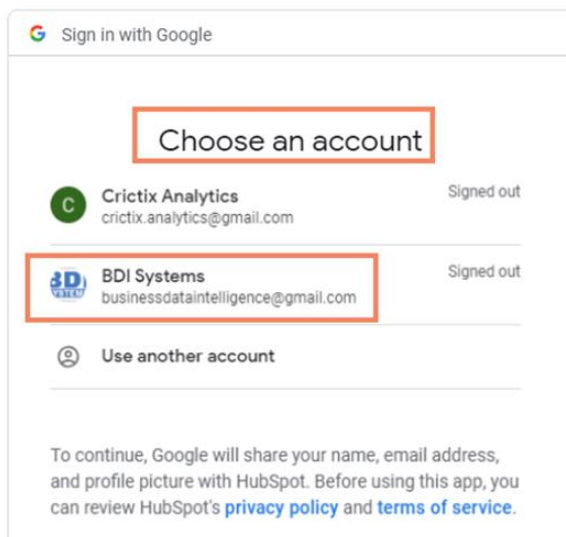 Sign in with Google
Choose an account
C
Crictix Analytics
Signed out
crictix.analytics@gmail.com
BDI Systems
Signed out
businessdataintelligence@gmail.com
Use another account
To continue, Google will share your name, email address,
and profile picture with HubSpot. Before using this app, you
can review HubSpot's privacy policy and terms of service.